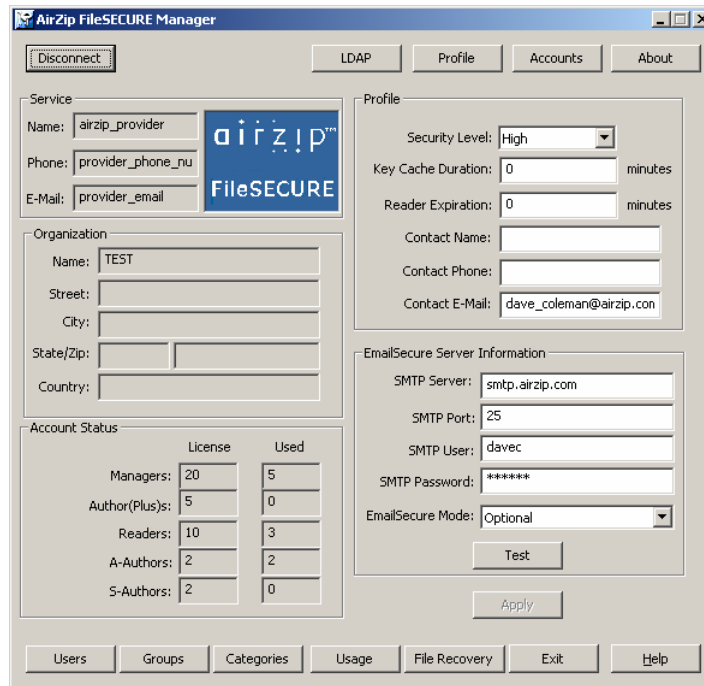 AirZip FileSECURE Manager
Disconnect LDAP Profile Accounts About
Service
Name: airzip_provider
Phone: provider_phone_nu
E-Mail: provider_email
airzip™
FileSECURE
Organization
Name: TEST
Street:
City:
State/Zip:
Country:
Account Status
License Used
Managers: 20 5
Author(Plus)s: 5 0
Readers: 10 3
A-Authors: 2 2
S-Authors: 2 0
Profile
Security Level: High
Key Cache Duration: 0 minutes
Reader Expiration: 0 minutes
Contact Name:
Contact Phone:
Contact E-Mail: dave_coleman@airzip.con
EmailSecure Server Information
SMTP Server: smtp.airzip.com
SMTP Port: 25
SMTP User: davec
SMTP Password: ******
EmailSecure Mode: Optional
Test
Apply
Users Groups Categories Usage File Recovery Exit Help